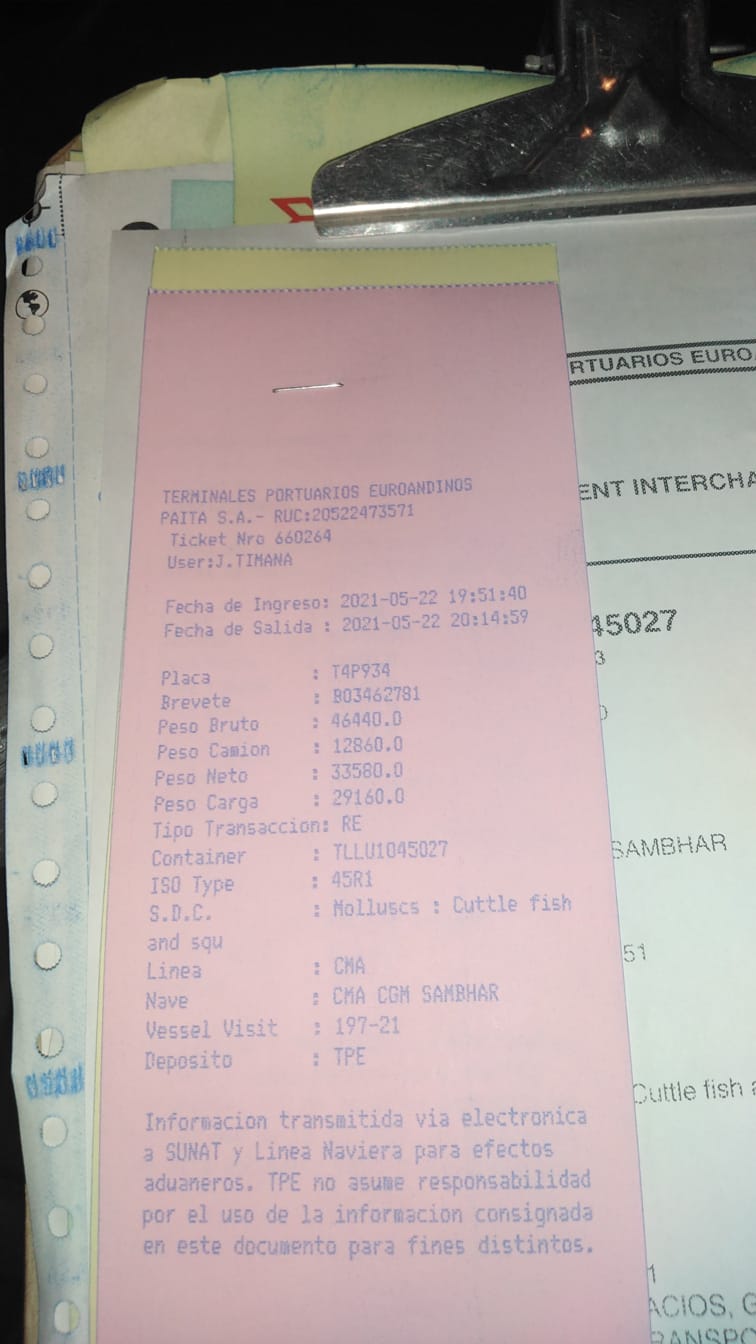 TERMINALES PORTUARIOS EUROANDINOS
PAITA S.A.- RUC:20522473571
Ticket Nro 660264
User:J.TIMANA
Fecha de Ingreso: 2021-05-22 19:51:40
Fecha de Salida : 2021-05-22 20:14:59
Placa : T4P934
Brevete : B03462781
Peso Bruto : 46440.0
Peso Camion : 12860.0
Peso Neto : 33580.0
Peso Carga : 29160.0
Tipo Transaccion: RE
Container : TLLU1045027
ISO Type : 45R1
S.D.C. : Molluscs : Cuttle fish
and squ
Linea : CMA
Nave : CMA CGM SAMBHAR
Vessel Visit : 197-21
Deposito : TPE
Informacion transmitida via electronica
a SUNAT y Linea Naviera para efectos
aduaneros. TPE no asume responsabilidad
por el uso de la informacion consignada
en este documento para fines distintos.
RTUARIOS EURO
ENT INTERCHA
45027
3
SAMBHAR
51
Cuttle fish a
1
ACIOS, G
RANSPO